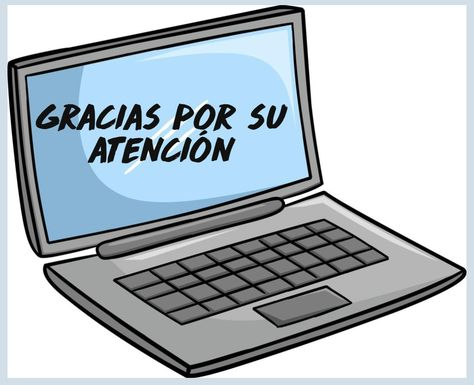 GRACIAS POR SU
ATENCIÓN